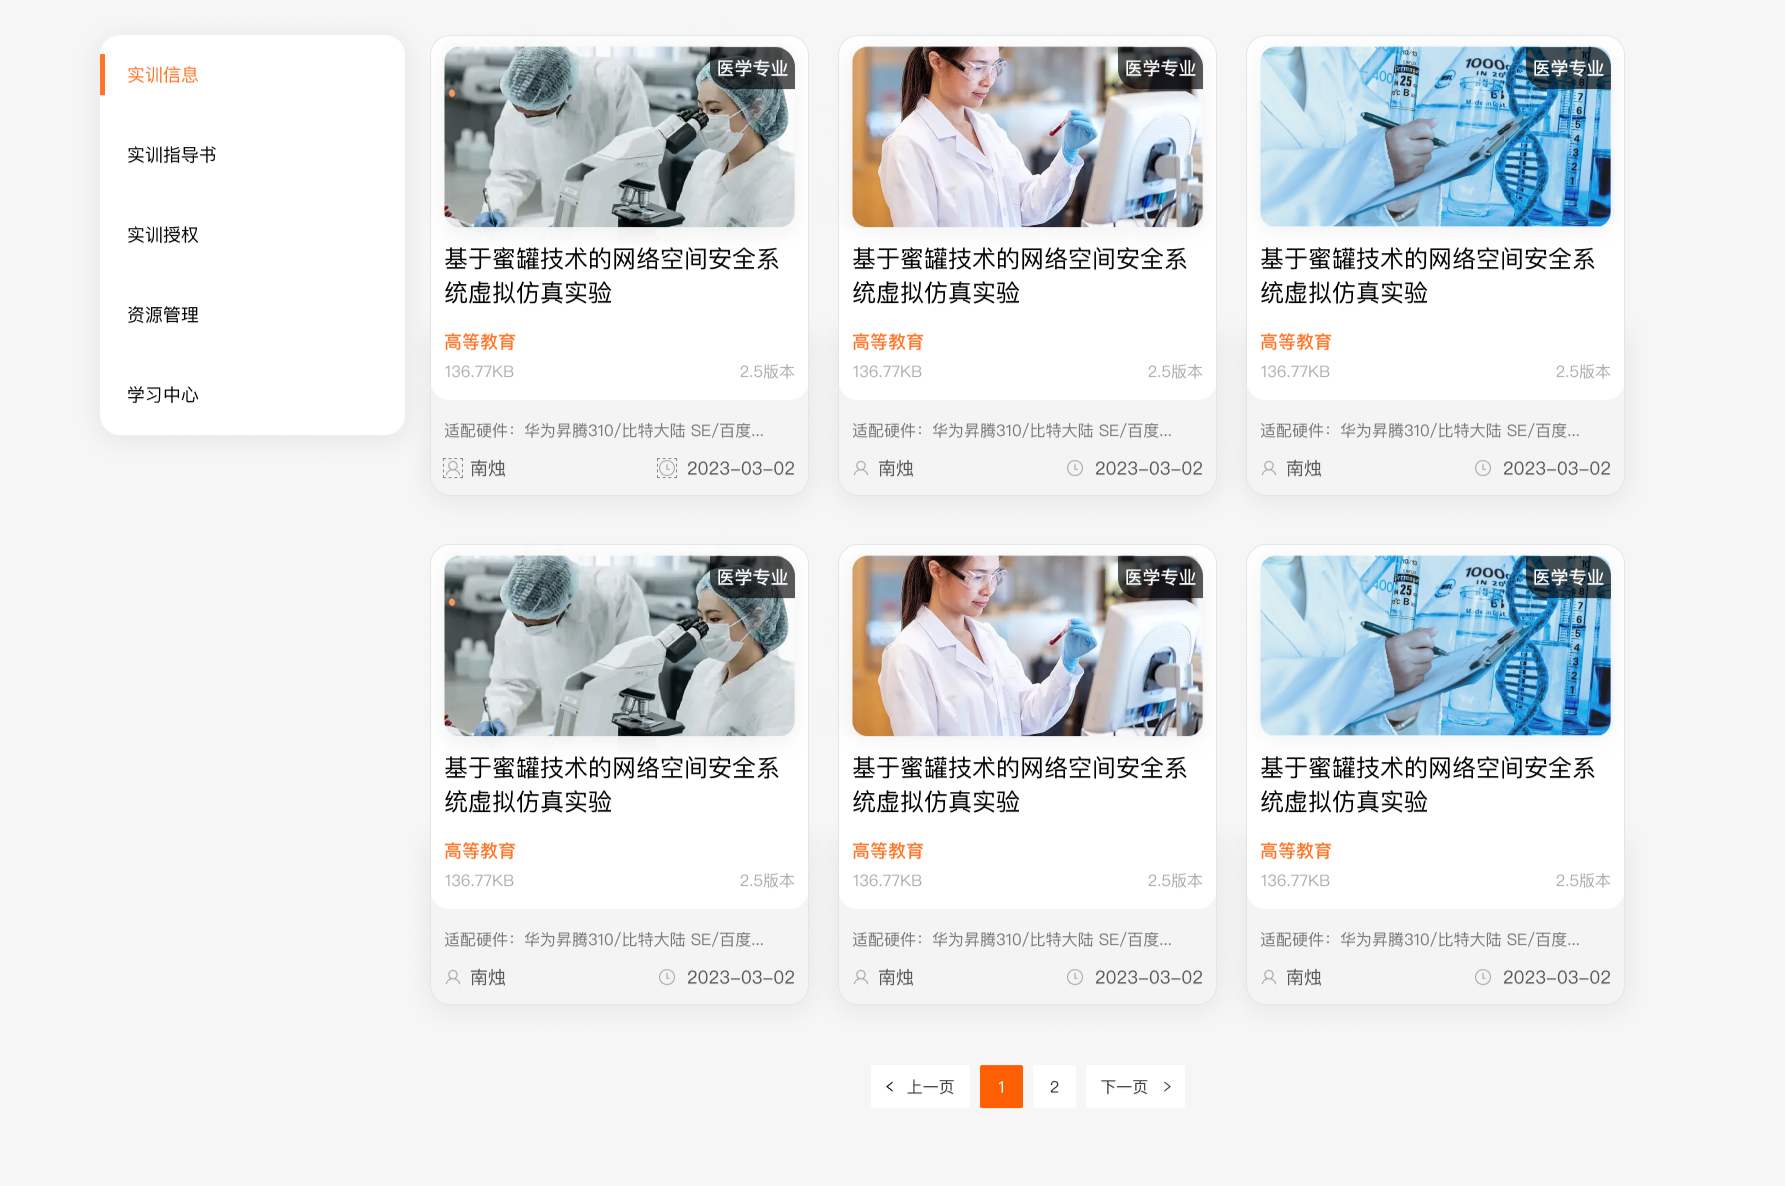 实训信息
实训指导书
实训授权
资源管理
学习中心
医学专业
基于蜜罐技术的网络空间安全系
统虚拟仿真实验
高等教育
136.77KB 2.5版本
适配硬件：华为昇腾310/比特大陆 SE/百度...
南烛 2023-03-02
医学专业
基于蜜罐技术的网络空间安全系
统虚拟仿真实验
高等教育
136.77KB 2.5版本
适配硬件：华为昇腾310/比特大陆 SE/百度...
南烛 2023-03-02
医学专业
基于蜜罐技术的网络空间安全系
统虚拟仿真实验
高等教育
136.77KB 2.5版本
适配硬件：华为昇腾310/比特大陆 SE/百度...
南烛 2023-03-02
医学专业
基于蜜罐技术的网络空间安全系
统虚拟仿真实验
高等教育
136.77KB 2.5版本
适配硬件：华为昇腾310/比特大陆 SE/百度...
南烛 2023-03-02
医学专业
基于蜜罐技术的网络空间安全系
统虚拟仿真实验
高等教育
136.77KB 2.5版本
适配硬件：华为昇腾310/比特大陆 SE/百度...
南烛 2023-03-02
医学专业
基于蜜罐技术的网络空间安全系
统虚拟仿真实验
高等教育
136.77KB 2.5版本
适配硬件：华为昇腾310/比特大陆 SE/百度...
南烛 2023-03-02
< 上一页 1 2 下一页 >